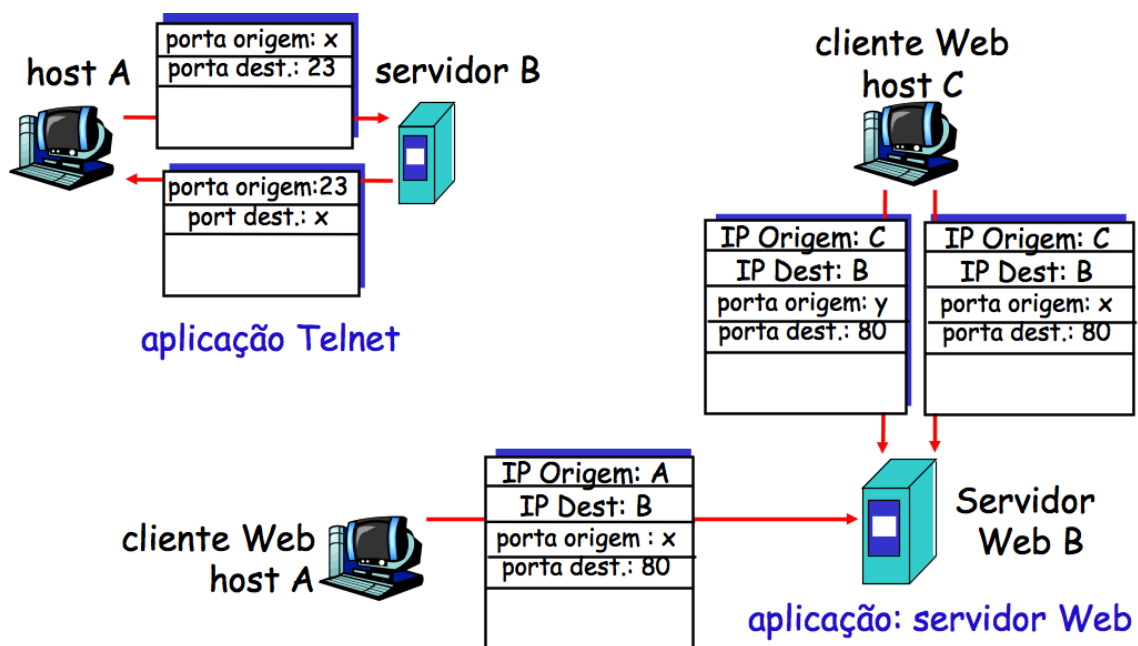 host A
porta origem: x
porta dest.: 23
servidor B
porta origem:23
port dest.: x
aplicação Telnet
cliente Web
host C
IP Origem: C
IP Dest: B
porta origem: y
porta dest.: 80
IP Origem: C
IP Dest: B
porta origem: x
porta dest.: 80
cliente Web
host A
IP Origem: A
IP Dest: B
porta origem : x
porta dest.: 80
Servidor
Web B
aplicação: servidor Web